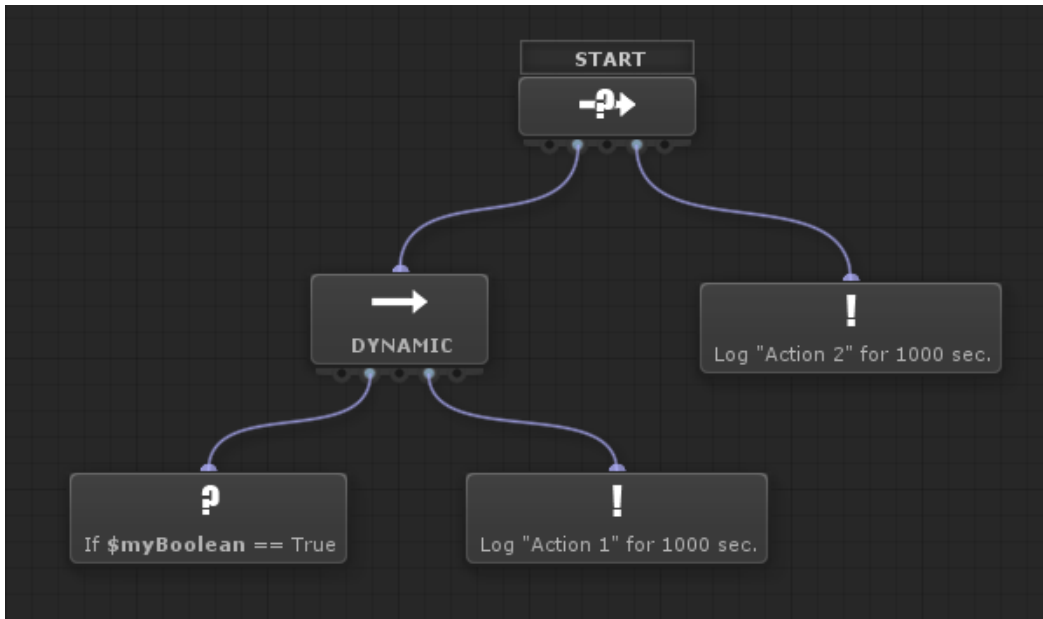 START
?
DYNAMIC
!
Log "Action 2" for 1000 sec.
?
If $myBoolean == True
!
Log "Action 1" for 1000 sec.